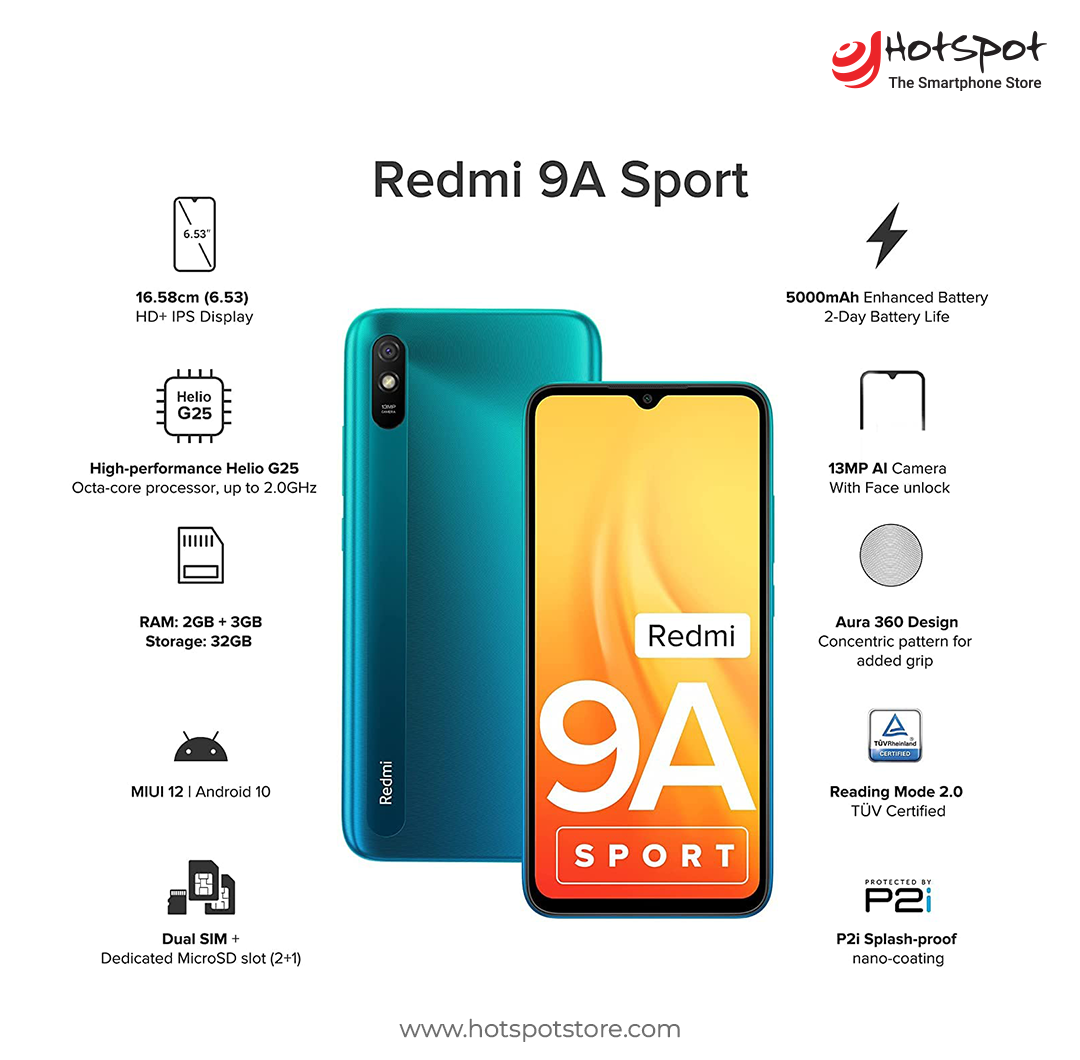 HOTSPOT
The Smartphone Store
Redmi 9A Sport
6.53"
16.58cm (6.53)
HD+ IPS Display
Helio
G25
High-performance Helio G25
Octa-core processor, up to 2.0GHz
RAM: 2GB + 3GB
Storage: 32GB
MIUI 12 | Android 10
Dual SIM +
Dedicated MicroSD slot (2+1)
13MP
CAMERA
Redmi
Redmi
9A
SPORT
5000mAh Enhanced Battery
2-Day Battery Life
13MP AI Camera
With Face unlock
Aura 360 Design
Concentric pattern for
added grip
TÜVRheinland®
CERTIFIED
Reading Mode 2.0
TÜV Certified
PROTECTED BY
P2i
P2i Splash-proof
nano-coating
www.hotspotstore.com